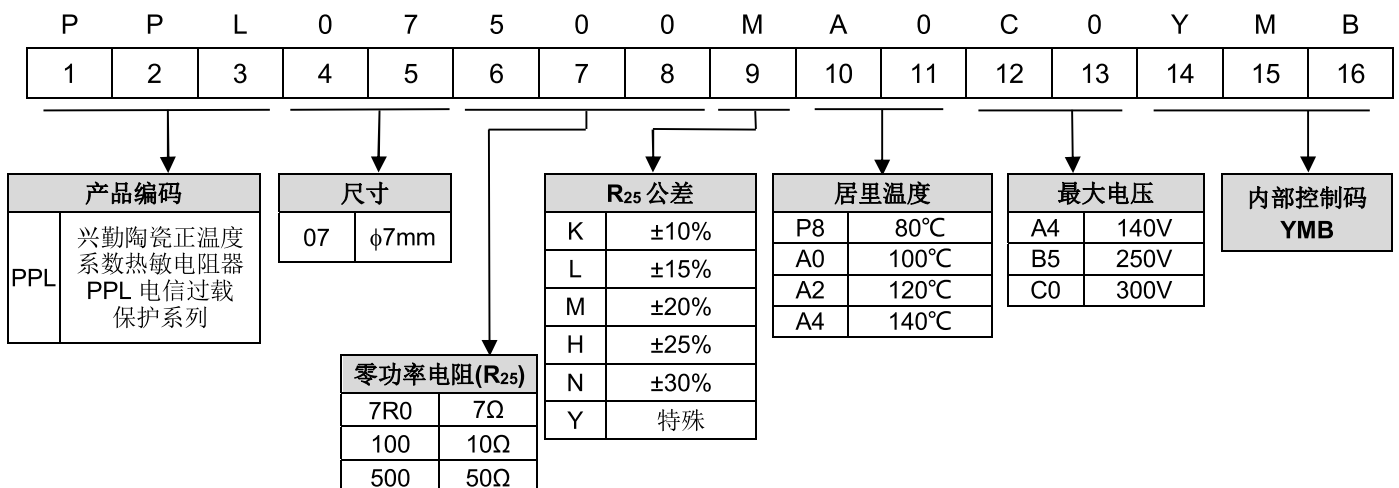 P P L 0 7 5 0 0 M A 0 C 0 Y M B
1 2 3 4 5 6 7 8 9 10 11 12 13 14 15 16
产品编码
PPL
兴勤陶瓷正温度
系数热敏电阻器
PPL 电信过载
保护系列
尺寸
07 ϕ7mm
零功率电阻(R25)
7R0 7Ω
100 10Ω
500 50Ω
R25 公差
K ±10%
L ±15%
M ±20%
H ±25%
N ±30%
Y 特殊
居里温度
P8 80℃
A0 100℃
A2 120℃
A4 140℃
最大电压
A4 140V
B5 250V
C0 300V
内部控制码
YMB